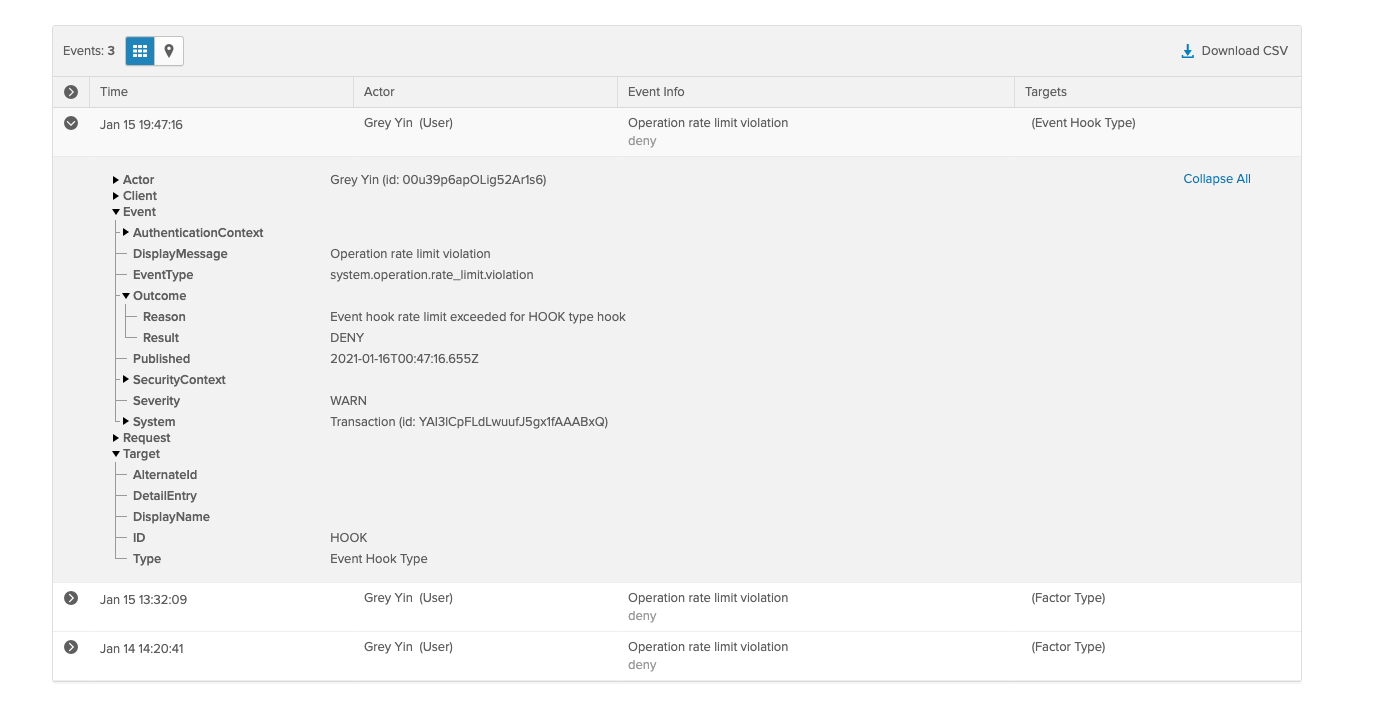 Events: 3
Download CSV
Time Actor Event Info Targets
Jan 15 19:47:16 Grey Yin (User) Operation rate limit violation (Event Hook Type)
deny
Actor Grey Yin (id: 00u39p6apOLig52Ar1s6) Collapse All
Client
Event
AuthenticationContext
DisplayMessage Operation rate limit violation
EventType system.operation.rate_limit.violation
Outcome
Reason Event hook rate limit exceeded for HOOK type hook
Result DENY
Published 2021-01-16T00:47:16.655Z
SecurityContext
Severity WARN
System Transaction (id: YAI3lCpFLdLwuufJ5gx1fAAABxQ)
Request
Target
AlternateId
DetailEntry
DisplayName
ID HOOK
Type Event Hook Type
Jan 15 13:32:09 Grey Yin (User) Operation rate limit violation (Factor Type)
deny
Jan 14 14:20:41 Grey Yin (User) Operation rate limit violation (Factor Type)
deny